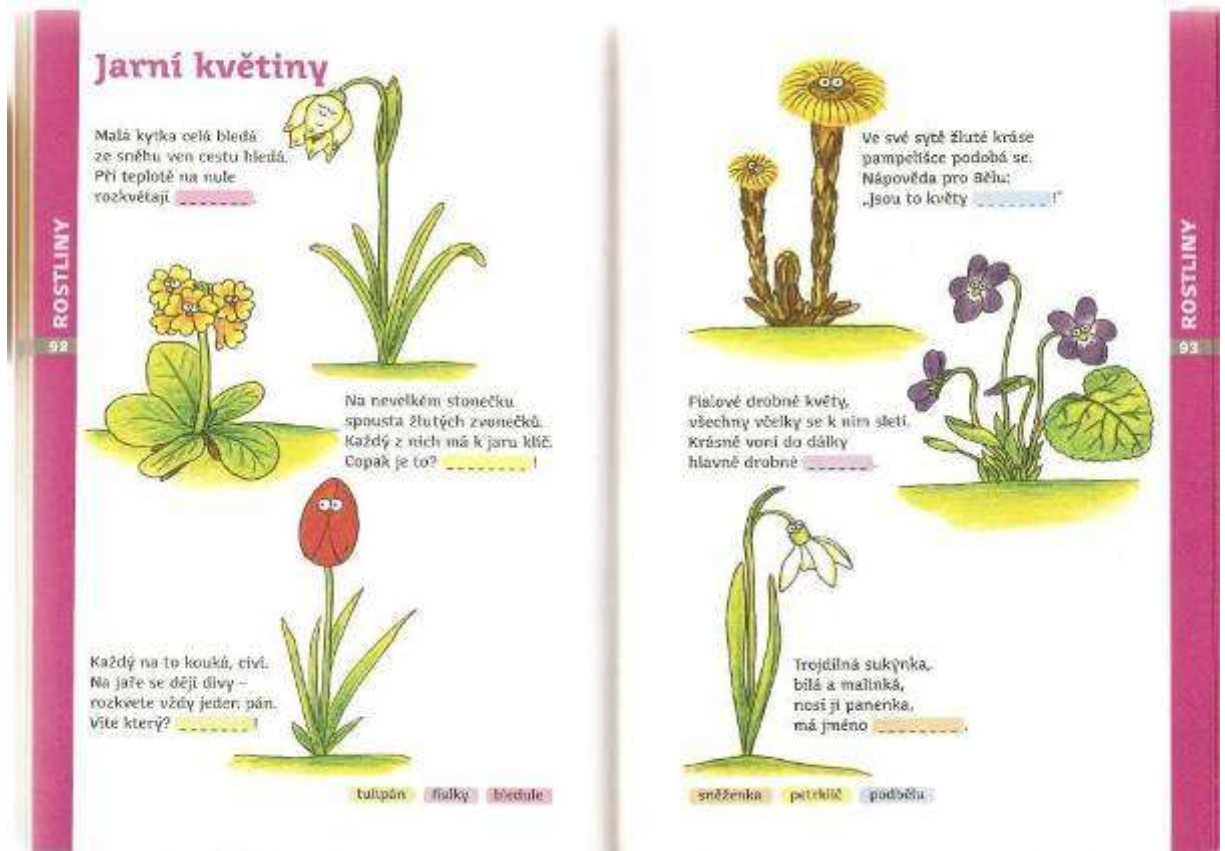 Jarní květiny
Malá kytka celá bledá
ze sněhu ven cestu hledá.
Při teplotě na nule
rozkvétají _ _ _ _ _ _ _.
ROSTLINY
92
Na nevelkém stonečku
spousta žlutých zvonečků.
Každý z nich má k jaru klíč.
Copak je to? _ _ _ _ _ _ _ _ !
Každý na to kouká, civí.
Na jaře se dějí divy –
rozkvete vždy jeden pán.
Víte který? _ _ _ _ _ _ _ !
tulipán fialky bledule
Ve své sytě žluté kráse
pampelišce podobá se.
Nápověda pro Bělu:
„Jsou to květy _ _ _ _ _ _ _ !"
ROSTLINY
93
Fialové drobné květy,
všechny včelky se k nim sletí.
Krásně voní do dálky
hlavně drobné _ _ _ _ _ _.
Trojdílná sukýnka,
bílá a malinká,
nosí ji panenka,
má jméno _ _ _ _ _ _ _ _.
sněženka petrklíč podbělu